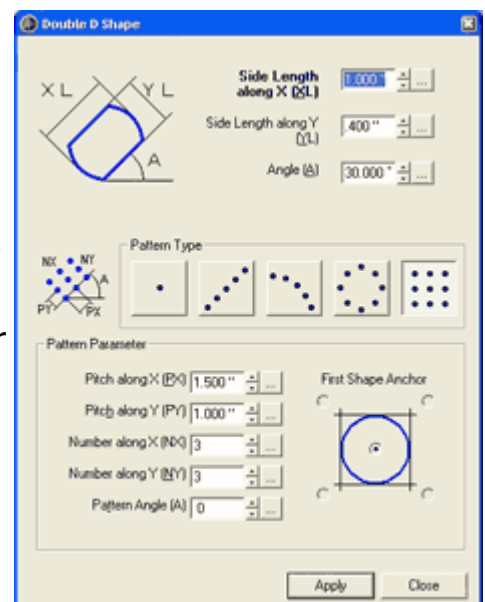 Double D Shape
XL
YL
A
Side Length along X (XL)
1.000"
...
Side Length along Y (YL)
.400"
...
Angle (A)
30.000°
...
NX
NY
A
PY
PX
Pattern Type
r
Pattern Parameter
Pitch along X (PX)
1.500"
...
Pitch along Y (PY)
1.000"
...
Number along X (NX)
3
...
Number along Y (NY)
3
...
Pattern Angle (A)
0
...
First Shape Anchor
Apply
Close